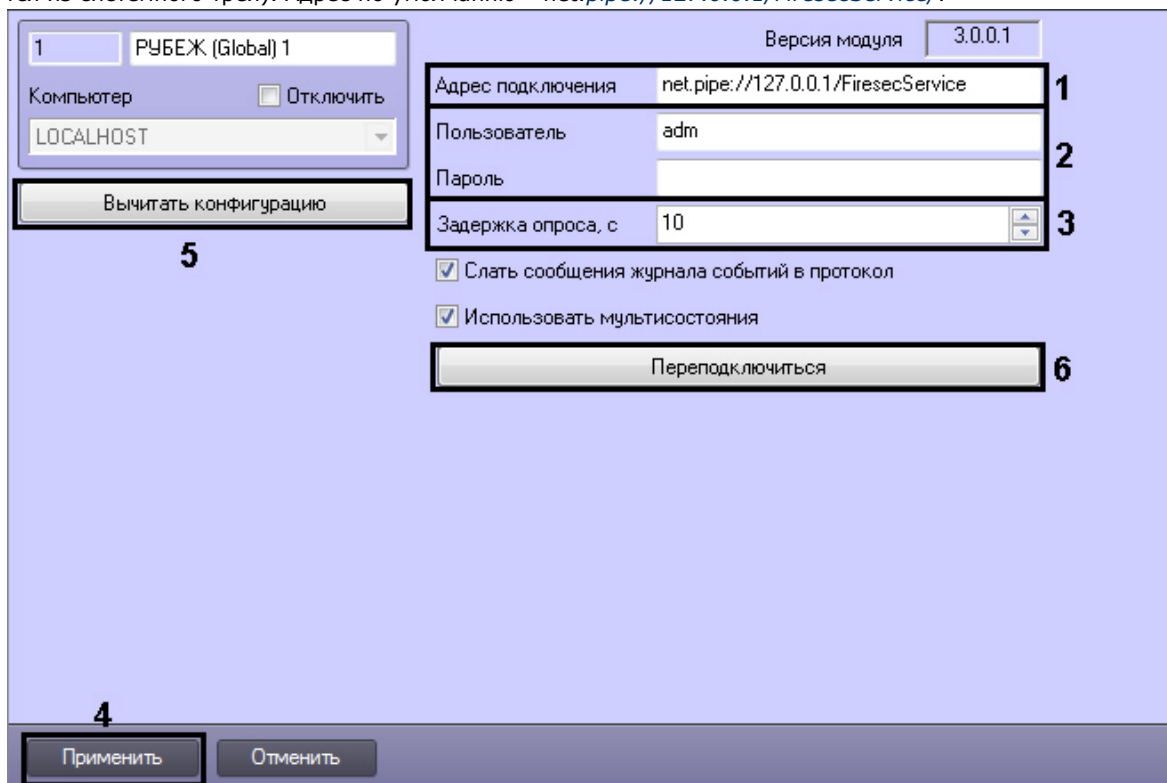 1 РУБЕЖ (Global) 1
Компьютер Отключить
LOCALHOST
Вычитать конфигурацию
5
Версия модуля 3.0.0.1
Адрес подключения net.pipe://127.0.0.1/FiresecService 1
Пользователь adm
2
Пароль
Задержка опроса, с 10 3
Слать сообщения журнала событий в протокол
Использовать мультисостояния
Переподключиться 6
4
Применить Отменить